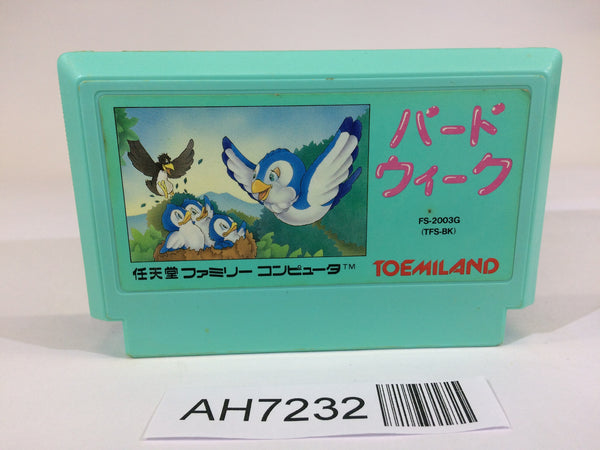 バード
ウィーク
FS-2003G
(TFS-BK)
任天堂 ファミリー コンピュータ™
TOEMILAND
AH7232